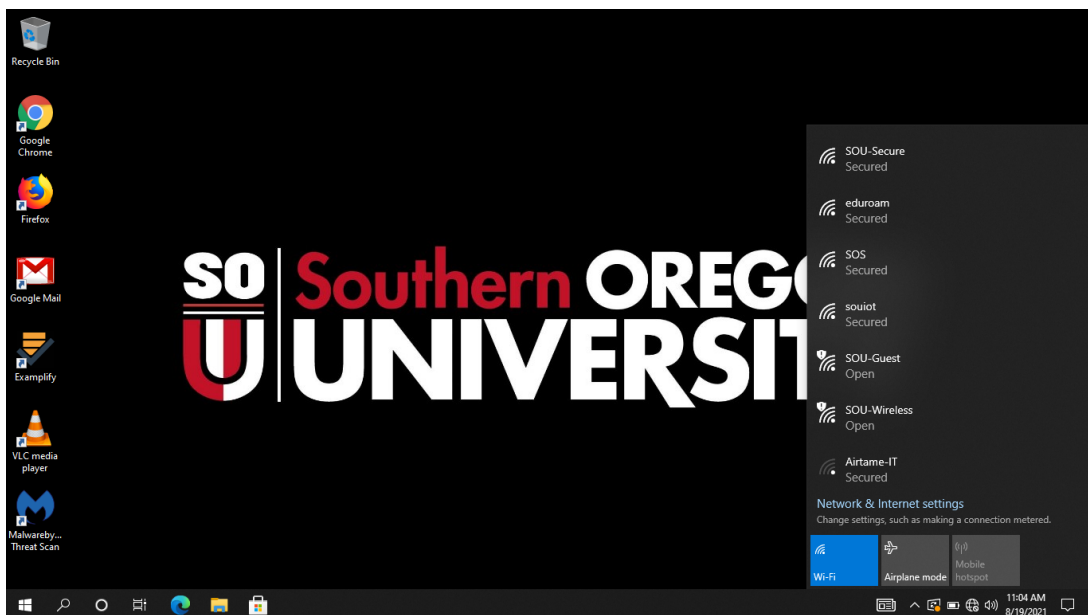 Recycle Bin
Google
Chrome
Firefox
Google Mail
Examplify
VLC media
player
Malwareby...
Threat Scan
SO
U
Southern OREGO
UNIVERSIT
SOU-Secure
Secured
eduroam
Secured
SOS
Secured
souiot
Secured
SOU-Guest
Open
SOU-Wireless
Open
Airtame-IT
Secured
Network & Internet settings
Change settings, such as making a connection metered.
Wi-Fi
Airplane mode
Mobile
hotspot
11:04 AM
8/19/2021